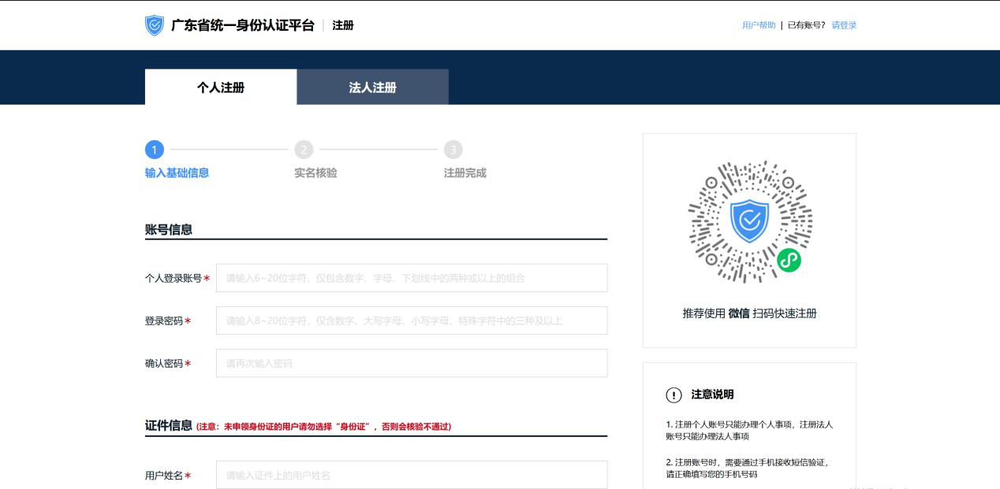 广东省统一身份认证平台 | 注册
用户帮助 | 已有账号? 请登录
个人注册
法人注册
1
2
3
输入基础信息
实名核验
注册完成
账号信息
个人登录账号*
请输入6~20位字符，仅包含数字、字母、下划线中的两种或以上的组合
登录密码*
请输入8~20位字符，仅含数字、大写字母、小写字母、特殊字符中的三种及以上
确认密码*
请再次输入密码
证件信息 (注意：未申领身份证的用户请勿选择“身份证”，否则会核验不通过)
用户姓名*
请输入证件上的用户姓名
推荐使用 微信 扫码快速注册
注意说明
1. 注册个人账号只能办理个人事项，注册法人
账号只能办理法人事项
2. 注册账号时，需要通过手机接收短信验证，
请正确填写您的手机号码